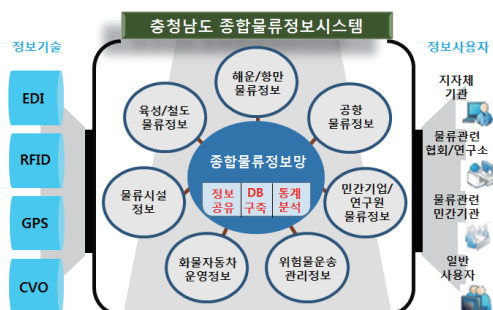 충청남도 종합물류정보시스템
정보기술
EDI
RFID
GPS
CVO
해운/항만
물류정보
육성/철도
물류정보
공항
물류정보
물류시설
정보
민간기업/
연구원
물류정보
화물자동차
운영정보
위험물운송
관리정보
종합물류정보망
정보
공유
DB
구축
통계
분석
정보사용자
지자체
기관
물류관련
협회/연구소
물류관련
민간기관
일반
사용자